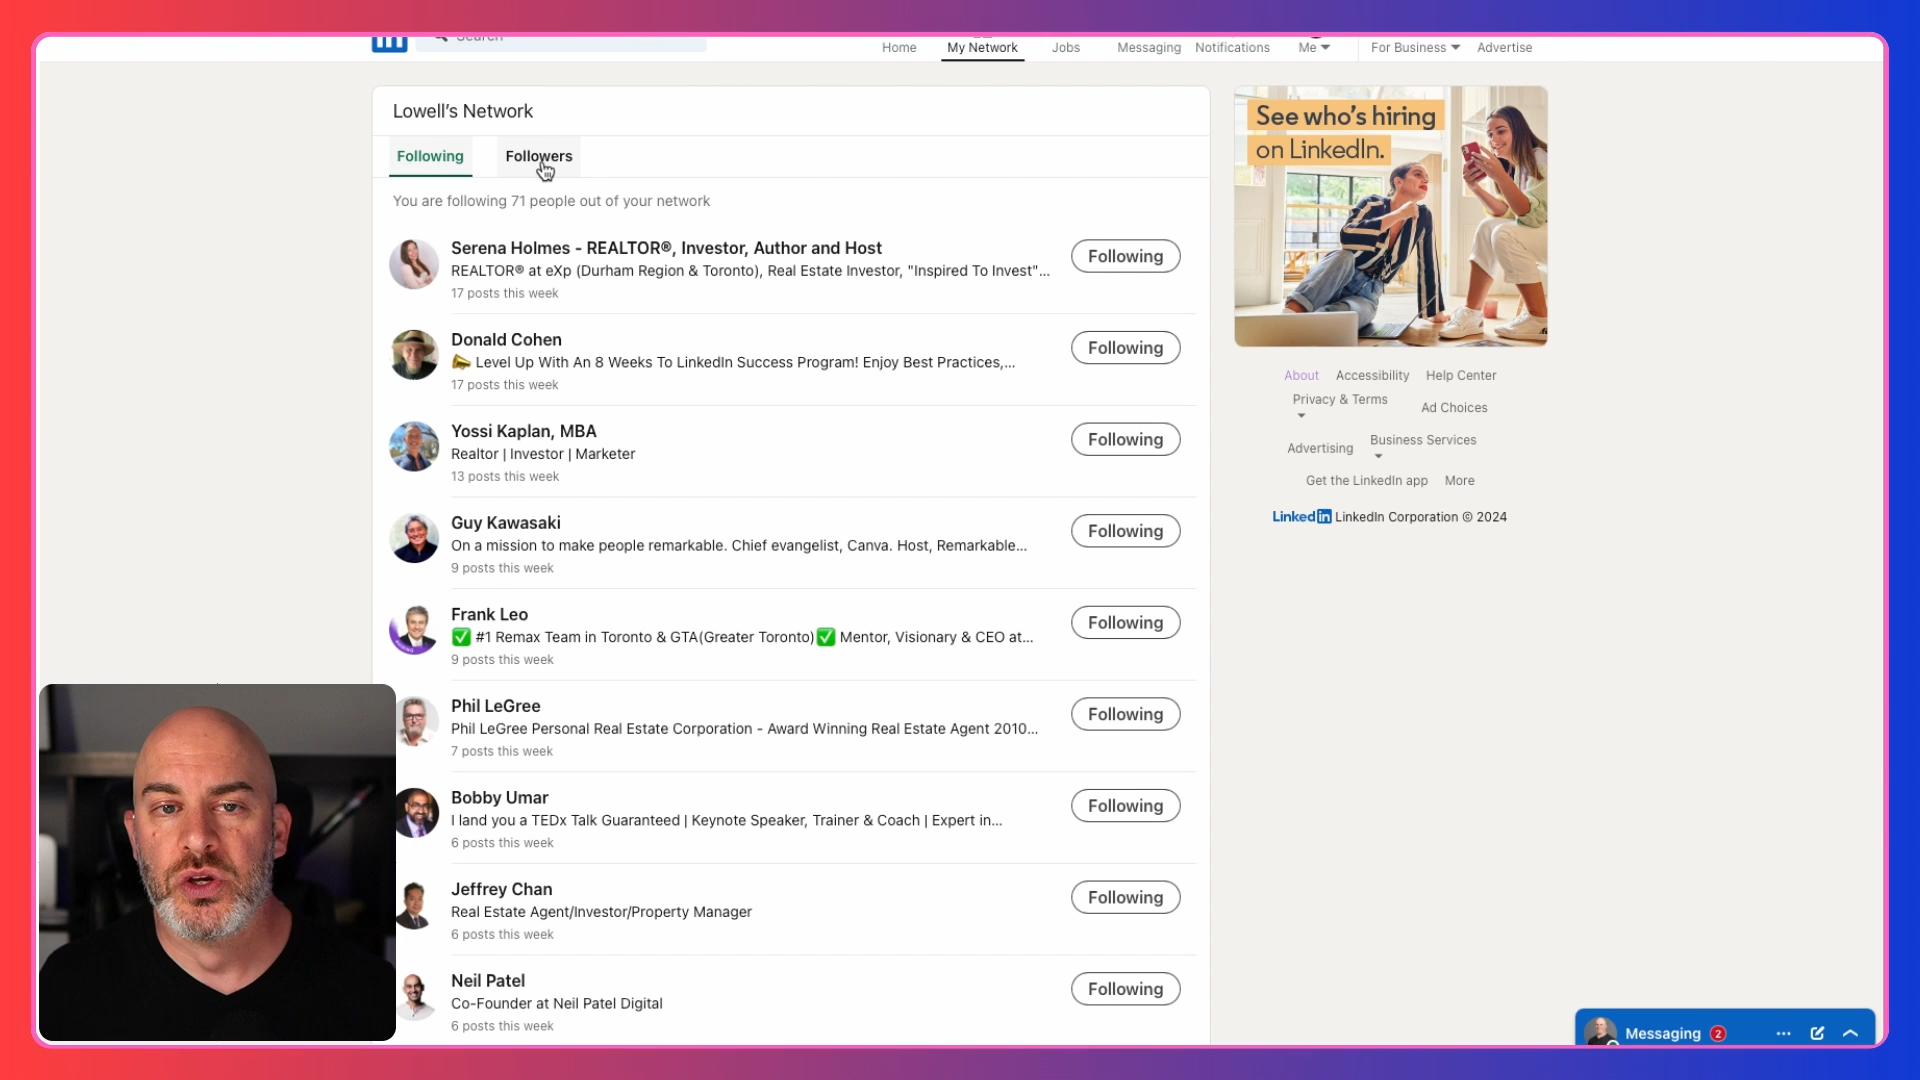 Search
Home
My Network
Jobs
Messaging
Notifications
Me
For Business
Advertise
Lowell's Network
Following
Followers
You are following 71 people out of your network
Serena Holmes - REALTOR®, Investor, Author and Host
REALTOR® at eXp (Durham Region & Toronto), Real Estate Investor, "Inspired To Invest"...
17 posts this week
Following
Donald Cohen
📣 Level Up With An 8 Weeks To LinkedIn Success Program! Enjoy Best Practices,...
17 posts this week
Following
Yossi Kaplan, MBA
Realtor | Investor | Marketer
13 posts this week
Following
Guy Kawasaki
On a mission to make people remarkable. Chief evangelist, Canva. Host, Remarkable...
9 posts this week
Following
Frank Leo
✅ #1 Remax Team in Toronto & GTA(Greater Toronto)✅ Mentor, Visionary & CEO at...
9 posts this week
Following
Phil LeGree
Phil LeGree Personal Real Estate Corporation - Award Winning Real Estate Agent 2010...
7 posts this week
Following
Bobby Umar
I land you a TEDx Talk Guaranteed | Keynote Speaker, Trainer & Coach | Expert in...
6 posts this week
Following
Jeffrey Chan
Real Estate Agent/Investor/Property Manager
6 posts this week
Following
Neil Patel
Co-Founder at Neil Patel Digital
6 posts this week
Following
See who's hiring
on LinkedIn.
About
Accessibility
Help Center
Privacy & Terms
Ad Choices
Advertising
Business Services
Get the LinkedIn app
More
LinkedIn LinkedIn Corporation © 2024
Messaging 2